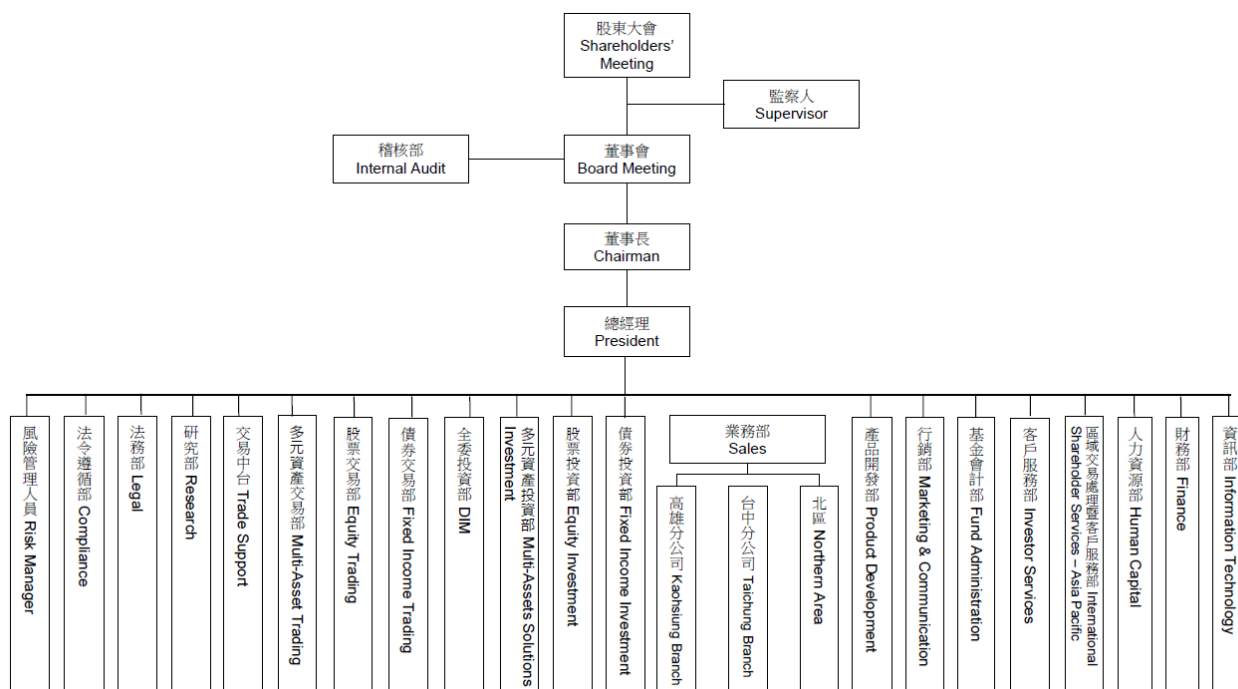 股東大會
Shareholders'
Meeting
監察人
Supervisor
稽核部
Internal Audit
董事會
Board Meeting
董事長
Chairman
總經理
President
風險管理人員 Risk Manager
法令遵循部 Compliance
法務部 Legal
研究部 Research
交易中台 Trade Support
多元資產交易部 Multi-Asset Trading
股票交易部 Equity Trading
債券交易部 Fixed Income Trading
全委投資部 DIM
多元資產投資部 Multi-Assets Solutions
Investment
股票投資部 Equity Investment
債券投資部 Fixed Income Investment
業務部
Sales
高雄分公司 Kaohsiung Branch
台中分公司 Taichung Branch
北區 Northern Area
產品開發部 Product Development
行銷部 Marketing & Communication
基金會計部 Fund Administration
客戶服務部 Investor Services
區域交易處理暨客戶服務部 International
Shareholder Services – Asia Pacific
人力資源部 Human Capital
財務部 Finance
資訊部 Information Technology